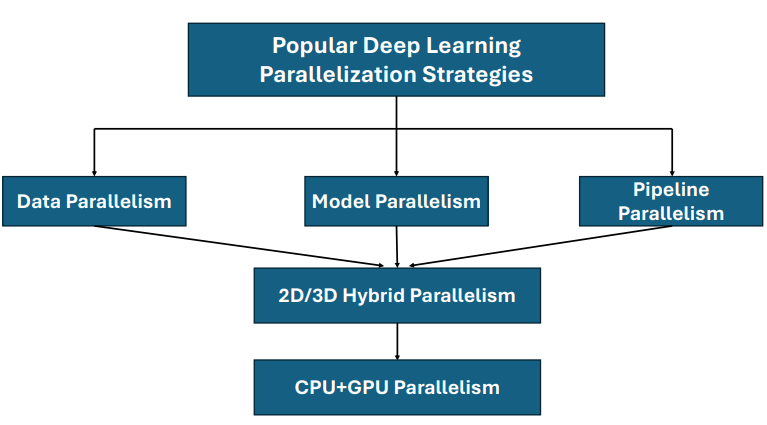 Popular Deep Learning
Parallelization Strategies
Data Parallelism
Model Parallelism
Pipeline
Parallelism
2D/3D Hybrid Parallelism
CPU+GPU Parallelism